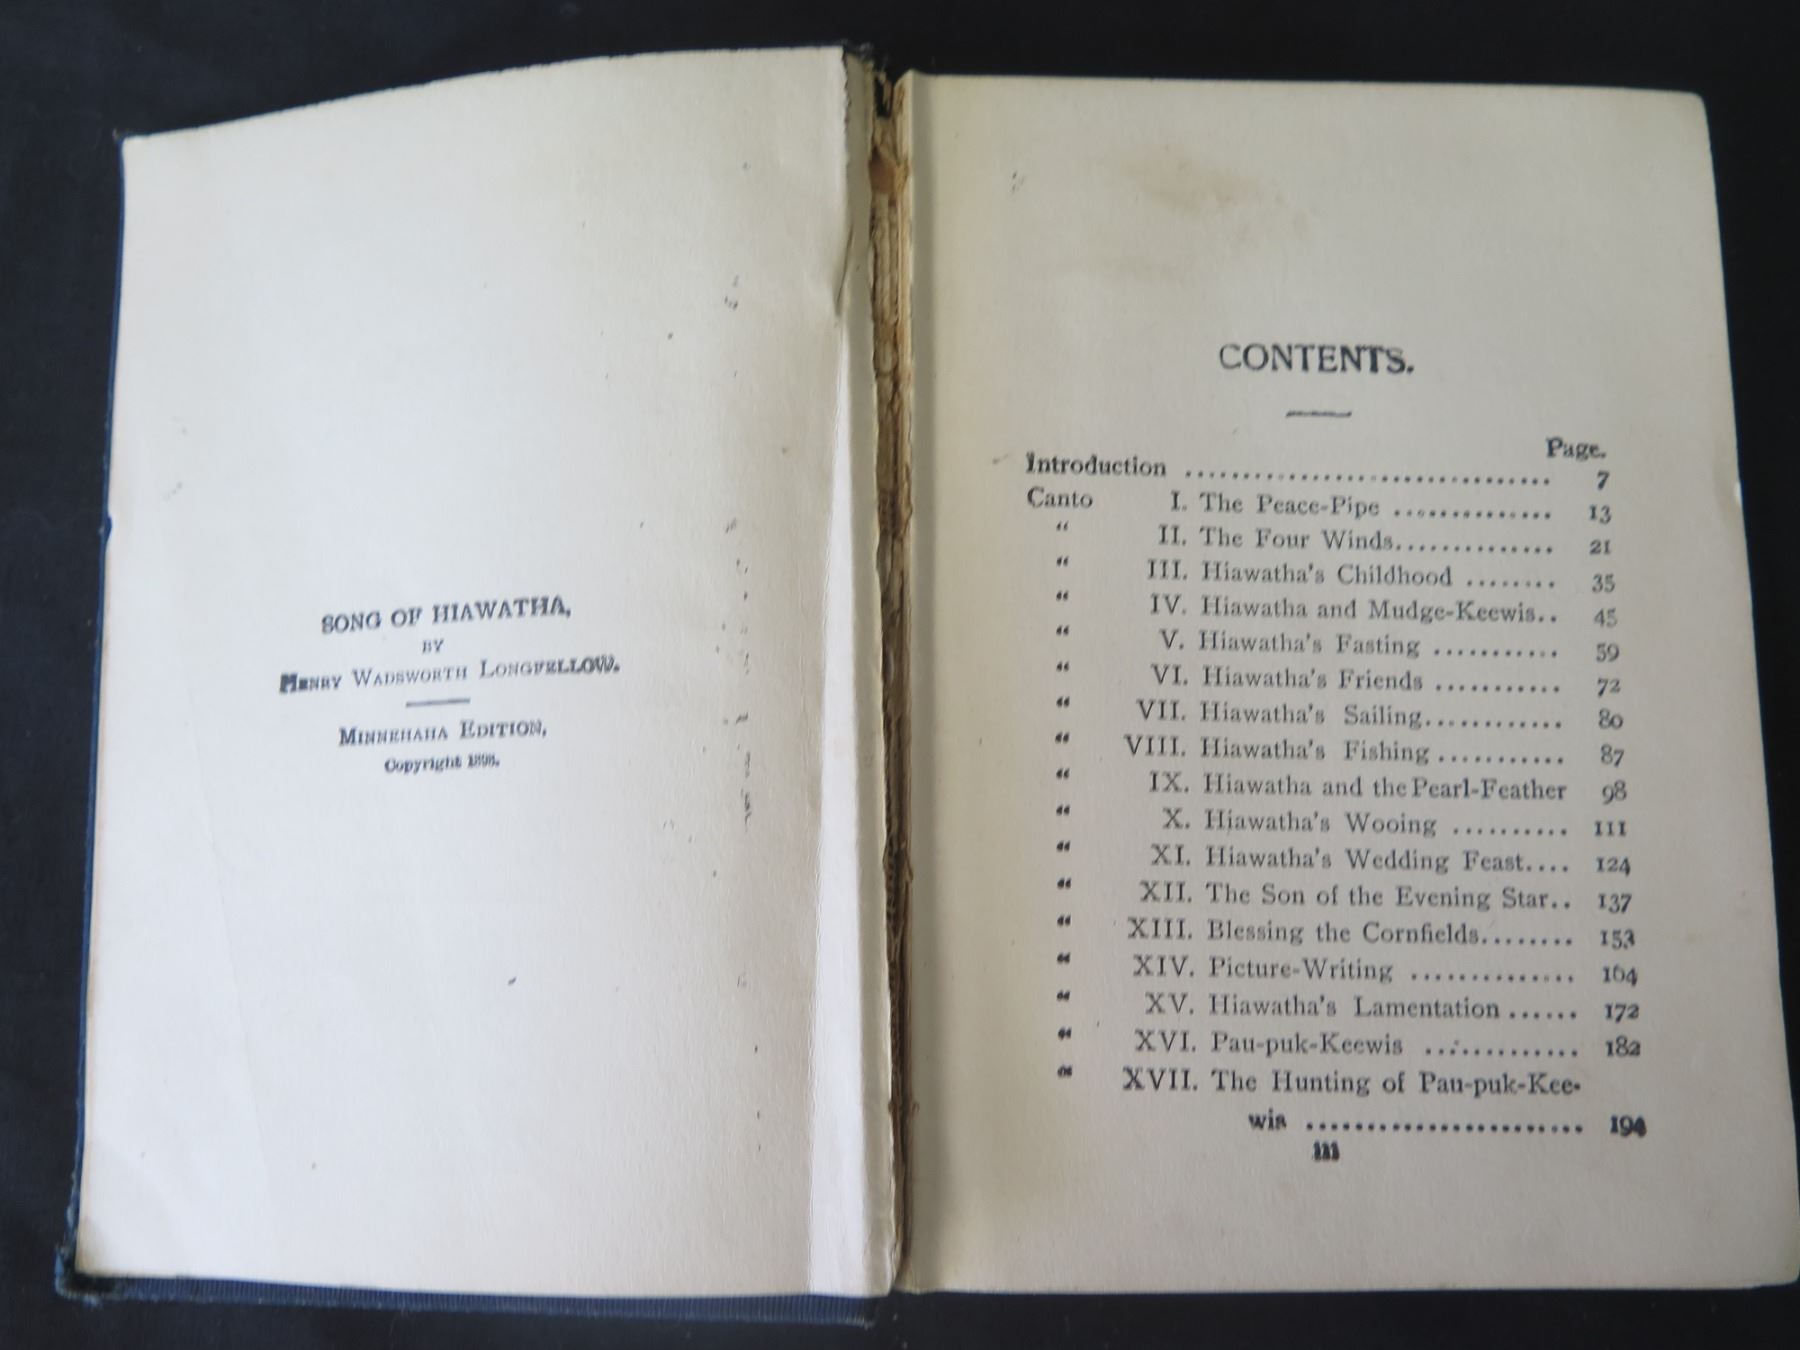 SONG OF HIAWATHA,
BY
HENRY WADSWORTH LONGFELLOW.
MINNEHAHA EDITION,
Copyright 1898.
CONTENTS.
Page.
Introduction ............................... 7
Canto I. The Peace-Pipe .............. 13
“ II. The Four Winds.............. 21
“ III. Hiawatha's Childhood ........ 35
“ IV. Hiawatha and Mudge-Keewis.. 45
“ V. Hiawatha's Fasting ........... 59
“ VI. Hiawatha's Friends ........... 72
“ VII. Hiawatha's Sailing............ 80
“ VIII. Hiawatha's Fishing ........... 87
“ IX. Hiawatha and the Pearl-Feather 98
“ X. Hiawatha's Wooing .......... 111
“ XI. Hiawatha's Wedding Feast.... 124
“ XII. The Son of the Evening Star.. 137
“ XIII. Blessing the Cornfields........ 153
“ XIV. Picture-Writing .............. 164
“ XV. Hiawatha's Lamentation ...... 172
“ XVI. Pau-puk-Keewis ............. 182
“ XVII. The Hunting of Pau-puk-Kee-
wis ........................ 194
iii